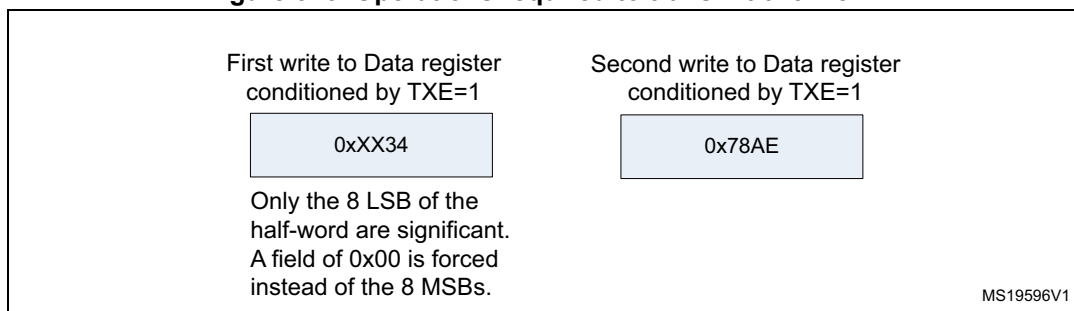 First write to Data register
conditioned by TXE=1
0xXX34
Only the 8 LSB of the
half-word are significant.
A field of 0x00 is forced
instead of the 8 MSBs.
Second write to Data register
conditioned by TXE=1
0x78AE
MS19596V1